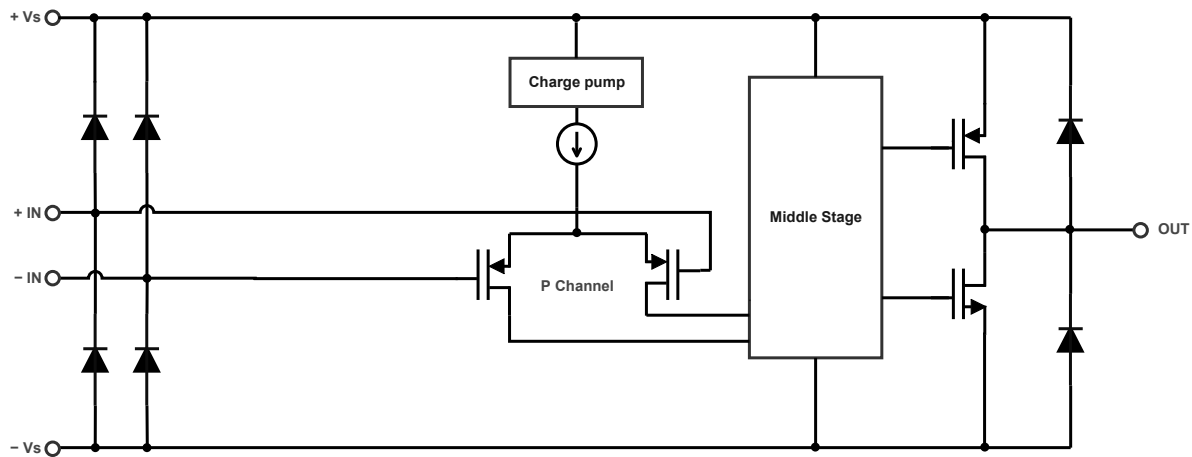 + Vs
Charge pump
+ IN
Middle Stage
OUT
− IN
P Channel
− Vs